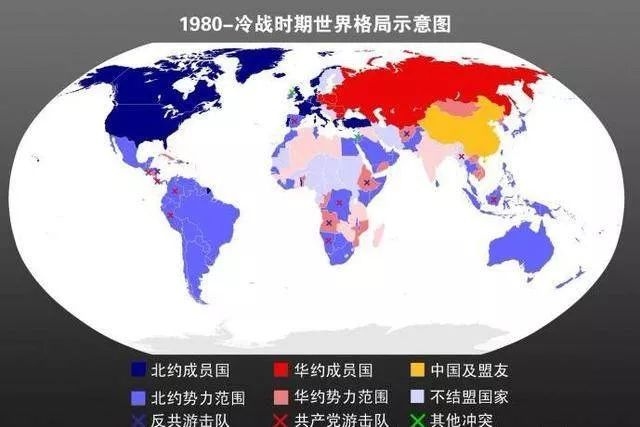 1980-冷战时期世界格局示意图
北约成员国 华约成员国 中国及盟友
北约势力范围 华约势力范围 不结盟国家
反共游击队 共产党游击队 其他冲突